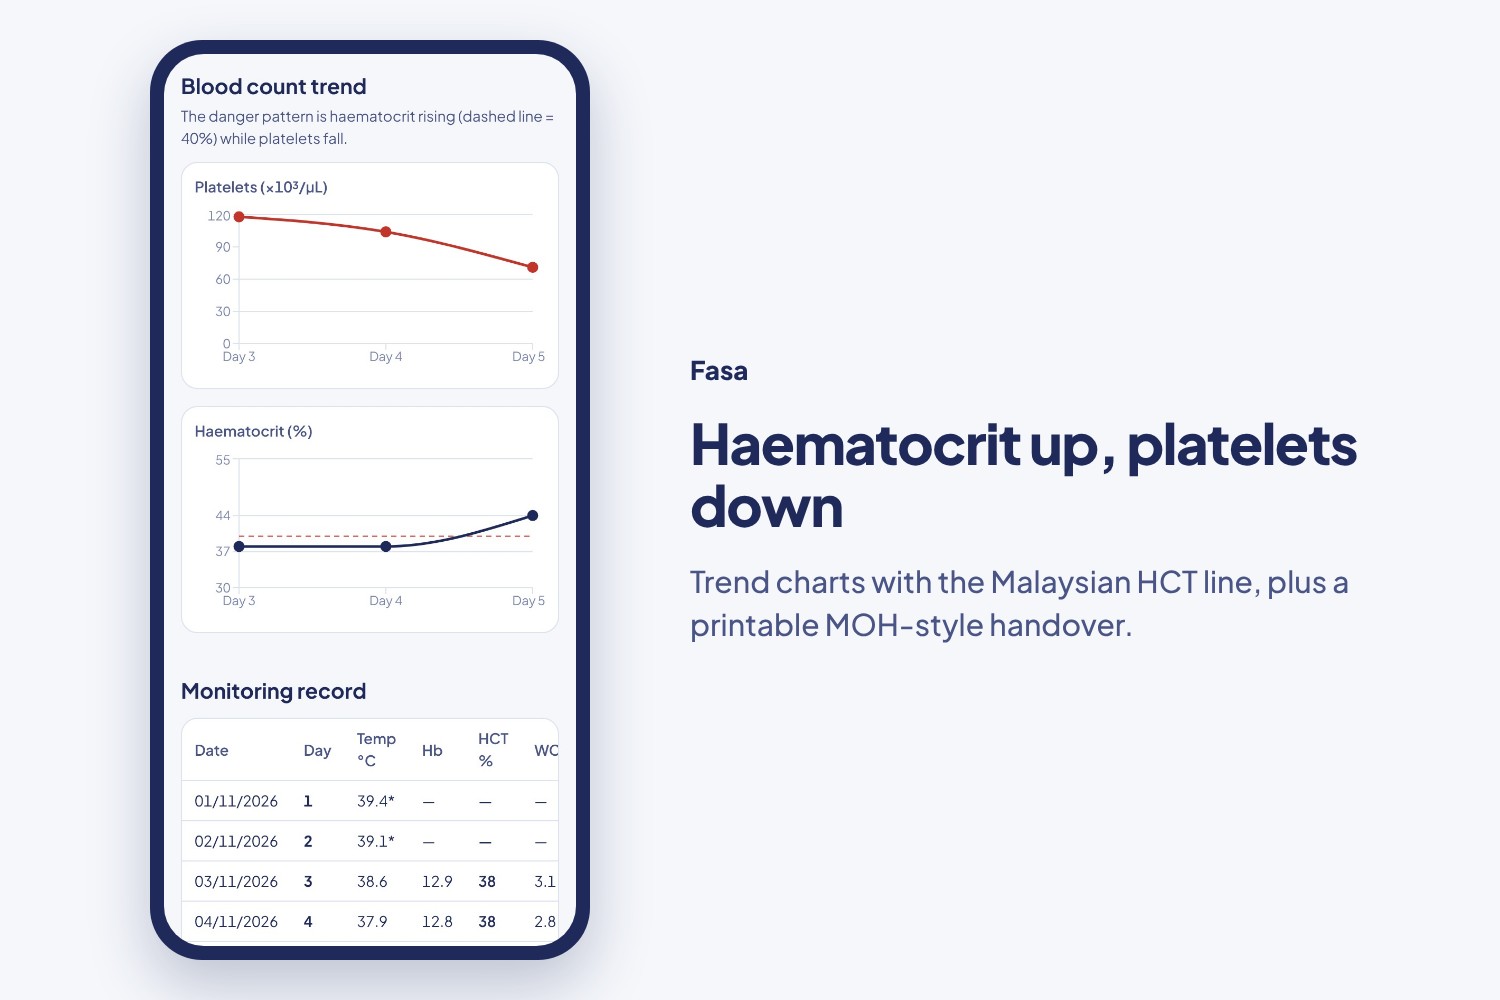 Blood count trend
The danger pattern is haematocrit rising (dashed line =
40%) while platelets fall.
Platelets (×10³/µL)
120
90
60
30
0
Day 3 Day 4 Day 5
Haematocrit (%)
55
44
37
30
Day 3 Day 4 Day 5
Monitoring record
Date Day Temp °C Hb HCT % WC
01/11/2026 1 39.4* — — —
02/11/2026 2 39.1* — — —
03/11/2026 3 38.6 12.9 38 3.1
04/11/2026 4 37.9 12.8 38 2.8
Fasa
Haematocrit up, platelets
down
Trend charts with the Malaysian HCT line, plus a
printable MOH-style handover.